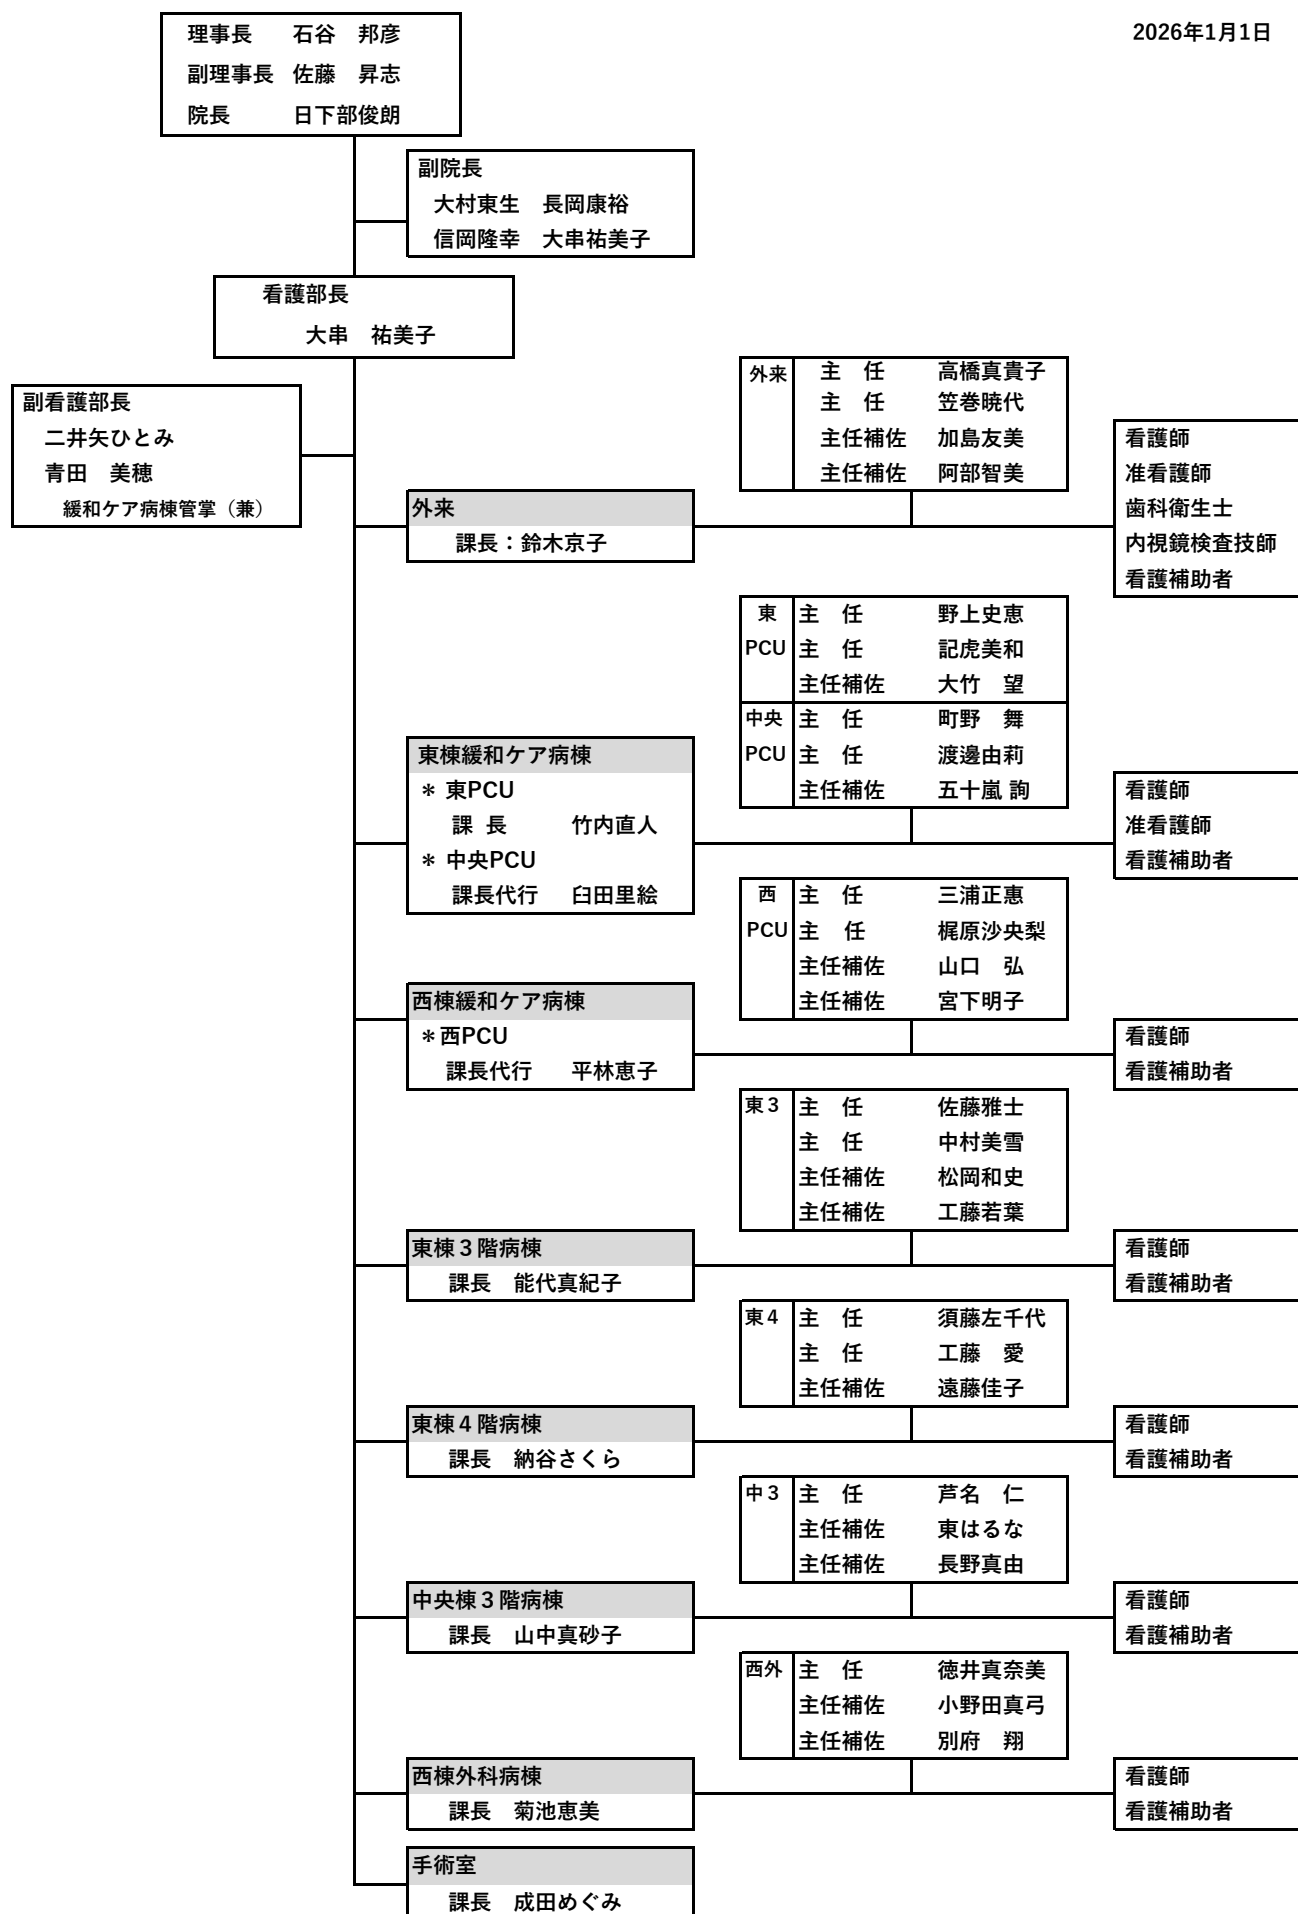 2026年1月1日
理事長　石谷　邦彦
副理事長　佐藤　昇志
院長　日下部俊朗
副院長
大村東生　長岡康裕
信岡隆幸　大串祐美子
看護部長
大串　祐美子
副看護部長
二井矢ひとみ
青田　美穂
緩和ケア病棟管掌（兼）
外来
課長：鈴木京子
外来　主　任　高橋真貴子
主　任　笠巻暁代
主任補佐　加島友美
主任補佐　阿部智美
看護師
准看護師
歯科衛生士
内視鏡検査技師
看護補助者
東棟緩和ケア病棟
＊ 東PCU
課 長　竹内直人
＊ 中央PCU
課長代行　臼田里絵
東　主　任　野上史恵
PCU　主　任　記虎美和
主任補佐　大竹　望
中央　主　任　町野　舞
PCU　主　任　渡邊由莉
主任補佐　五十嵐 詢
看護師
准看護師
看護補助者
西棟緩和ケア病棟
＊西PCU
課長代行　平林恵子
西　主　任　三浦正惠
PCU　主　任　梶原沙央梨
主任補佐　山口　弘
主任補佐　宮下明子
看護師
看護補助者
東棟３階病棟
課長　能代真紀子
東３　主　任　佐藤雅士
主　任　中村美雪
主任補佐　松岡和史
主任補佐　工藤若葉
看護師
看護補助者
東棟４階病棟
課長　納谷さくら
東４　主　任　須藤左千代
主　任　工藤　愛
主任補佐　遠藤佳子
看護師
看護補助者
中央棟３階病棟
課長　山中真砂子
中３　主　任　芦名　仁
主任補佐　東はるな
主任補佐　長野真由
看護師
看護補助者
西棟外科病棟
課長　菊池恵美
西外　主　任　徳井真奈美
主任補佐　小野田真弓
主任補佐　別府　翔
看護師
看護補助者
手術室
課長　成田めぐみ